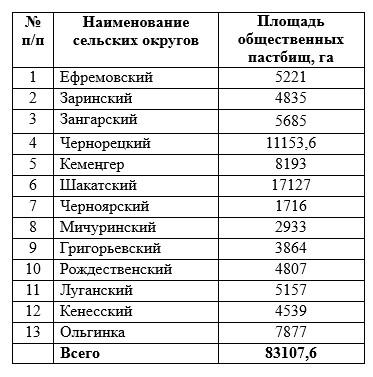 № п/п Наименование сельских округов Площадь общественных пастбищ, га
1 Ефремовский 5221
2 Заринский 4835
3 Зангарский 5685
4 Чернорецкий 11153,6
5 Кемеңгер 8193
6 Шакатский 17127
7 Черноярский 1716
8 Мичуринский 2933
9 Григорьевский 3864
10 Рождественский 4807
11 Луганский 5157
12 Кенесский 4539
13 Ольгинка 7877
Всего 83107,6